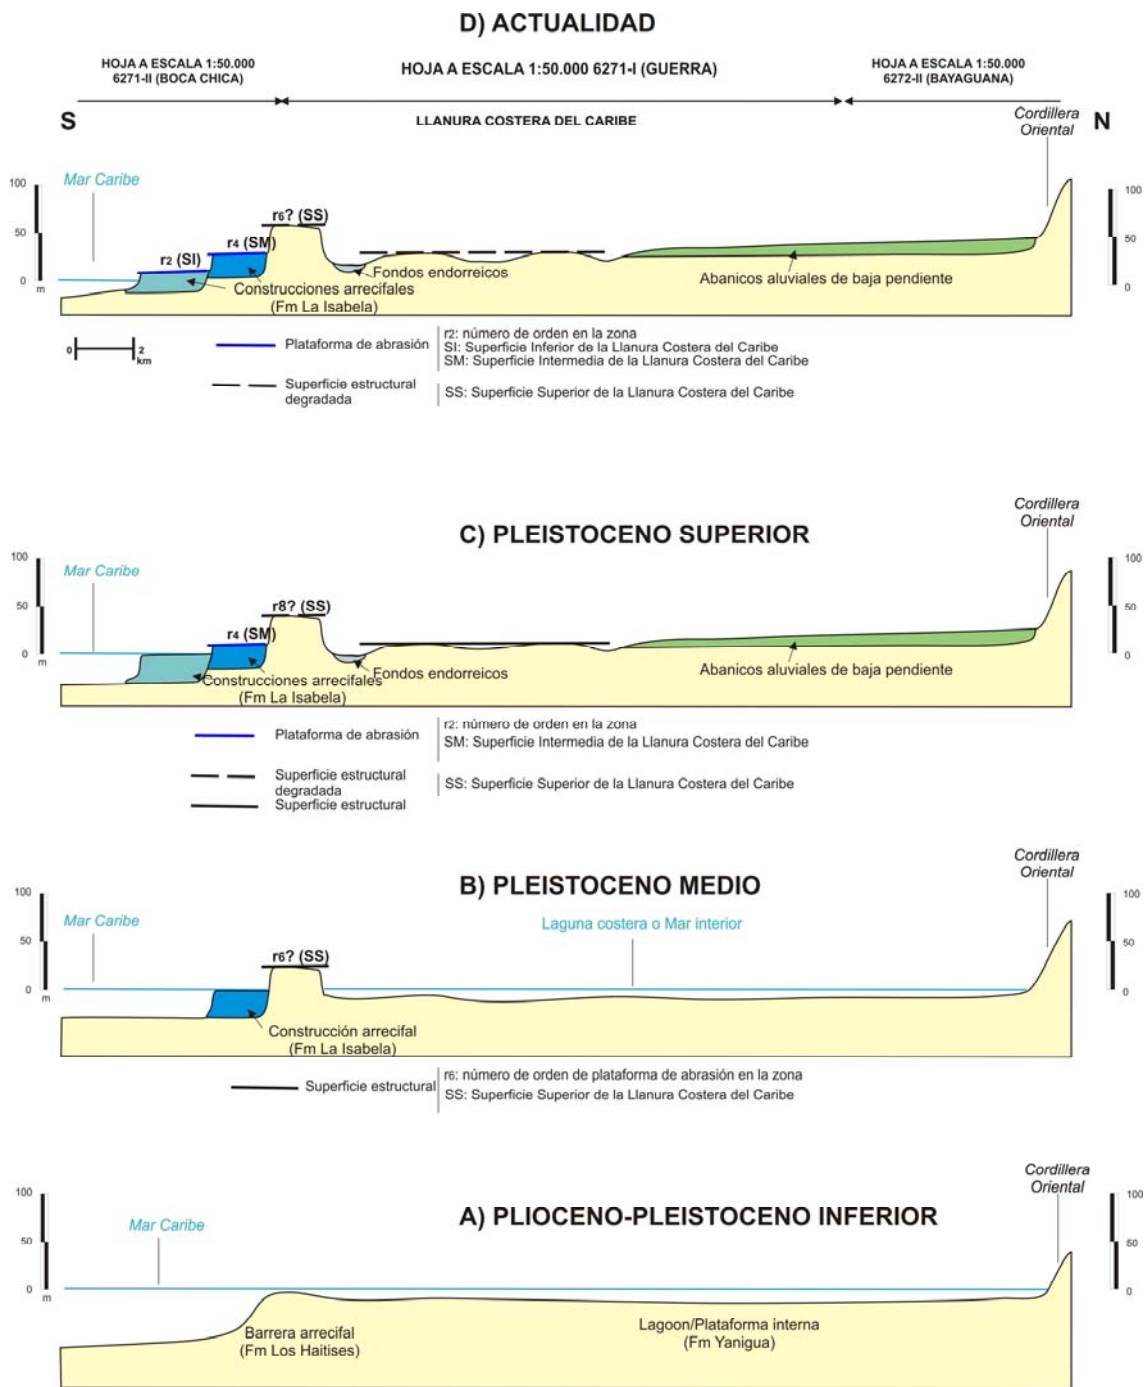 D) ACTUALIDAD
HOJA A ESCALA 1:50.000
6271-II (BOCA CHICA)
HOJA A ESCALA 1:50.000 6271-I (GUERRA)
HOJA A ESCALA 1:50.000
6272-II (BAYAGUANA)
S
LLANURA COSTERA DEL CARIBE
Cordillera
Oriental
N
Mar Caribe
100
50
0
m
r2 (SI)
r4 (SM)
r6? (SS)
Fondos endorreicos
Construcciones arrecifales
(Fm La Isabela)
Abanicos aluviales de baja pendiente
100
50
0
0 2
km
Plataforma de abrasión
r2: número de orden en la zona
SI: Superficie Inferior de la Llanura Costera del Caribe
SM: Superficie Intermedia de la Llanura Costera del Caribe
Superficie estructural
degradada
SS: Superficie Superior de la Llanura Costera del Caribe
C) PLEISTOCENO SUPERIOR
Cordillera
Oriental
Mar Caribe
100
50
0
m
r4 (SM)
r8? (SS)
Fondos endorreicos
Construcciones arrecifales
(Fm La Isabela)
Abanicos aluviales de baja pendiente
100
50
0
Plataforma de abrasión
r2: número de orden en la zona
SM: Superficie Intermedia de la Llanura Costera del Caribe
Superficie estructural
degradada
SS: Superficie Superior de la Llanura Costera del Caribe
Superficie estructural
B) PLEISTOCENO MEDIO
Cordillera
Oriental
Mar Caribe
Laguna costera o Mar interior
100
50
0
m
r6? (SS)
Construcción arrecifal
(Fm La Isabela)
100
50
0
Superficie estructural
r6: número de orden de plataforma de abrasión en la zona
SS: Superficie Superior de la Llanura Costera del Caribe
A) PLIOCENO-PLEISTOCENO INFERIOR
Cordillera
Oriental
Mar Caribe
100
50
0
m
Barrera arrecifal
(Fm Los Haitises)
Lagoon/Plataforma interna
(Fm Yanigua)
100
50
0